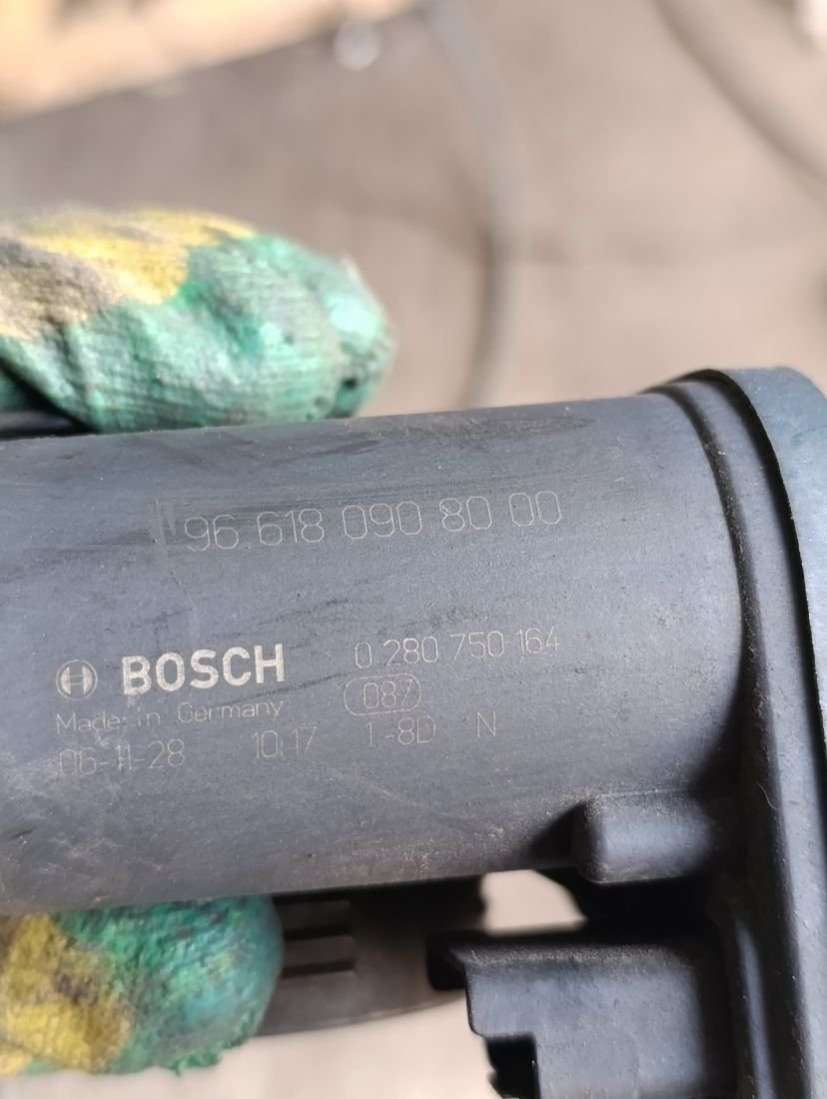 96.618 090 80 00
BOSCH 0 280 750 164
Made in Germany 087
06-11-28 10:17 1-8D N